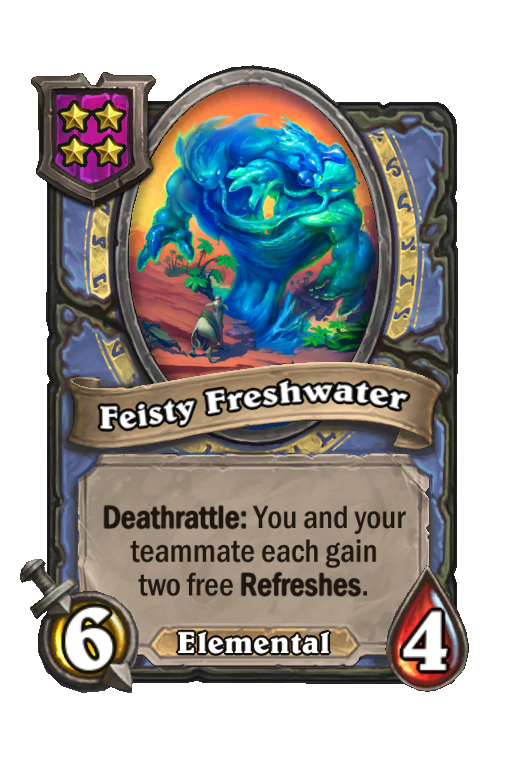 Feisty Freshwater
Deathrattle: You and your
teammate each gain
two free Refreshes.
6
Elemental
4